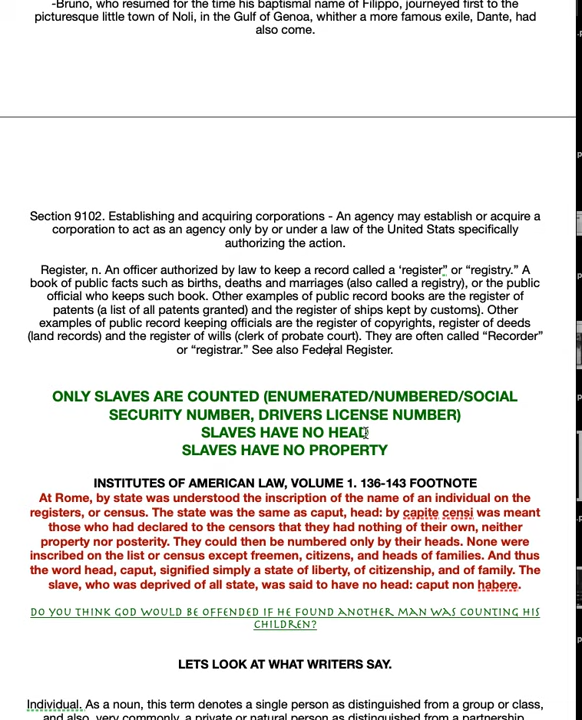 -Bruno, who resumed for the time his baptismal name of Filippo, journeyed first to the
picturesque little town of Noli, in the Gulf of Genoa, whither a more famous exile, Dante, had
also come.
Section 9102. Establishing and acquiring corporations - An agency may establish or acquire a
corporation to act as an agency only by or under a law of the United Stats specifically
authorizing the action.
Register, n. An officer authorized by law to keep a record called a ‘register” or “registry.” A
book of public facts such as births, deaths and marriages (also called a registry), or the public
official who keeps such book. Other examples of public record books are the register of
patents (a list of all patents granted) and the register of ships kept by customs). Other
examples of public record keeping officials are the register of copyrights, register of deeds
(land records) and the register of wills (clerk of probate court). They are often called “Recorder”
or “registrar.” See also Federal Register.
ONLY SLAVES ARE COUNTED (ENUMERATED/NUMBERED/SOCIAL
SECURITY NUMBER, DRIVERS LICENSE NUMBER)
SLAVES HAVE NO HEAD
SLAVES HAVE NO PROPERTY
INSTITUTES OF AMERICAN LAW, VOLUME 1. 136-143 FOOTNOTE
At Rome, by state was understood the inscription of the name of an individual on the
registers, or census. The state was the same as caput, head: by capite censi was meant
those who had declared to the censors that they had nothing of their own, neither
property nor posterity. They could then be numbered only by their heads. None were
inscribed on the list or census except freemen, citizens, and heads of families. And thus
the word head, caput, signified simply a state of liberty, of citizenship, and of family. The
slave, who was deprived of all state, was said to have no head: caput non habere.
DO YOU THINK GOD WOULD BE OFFENDED IF HE FOUND ANOTHER MAN WAS COUNTING HIS
CHILDREN?
LETS LOOK AT WHAT WRITERS SAY.
Individual. As a noun, this term denotes a single person as distinguished from a group or class,
and also, very commonly, a private or natural person as distinguished from a partnership,